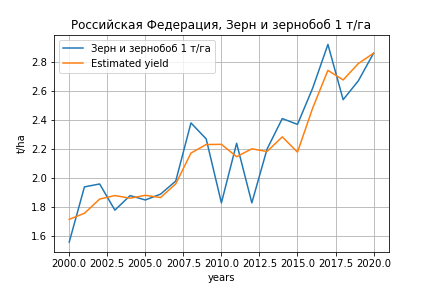 Российская Федерация, Зерн и зернобоб 1 т/га
Зерн и зернобоб 1 т/га
Estimated yield
t/ha
2.8
2.6
2.4
2.2
2.0
1.8
1.6
2000.0 2002.5 2005.0 2007.5 2010.0 2012.5 2015.0 2017.5 2020.0
years